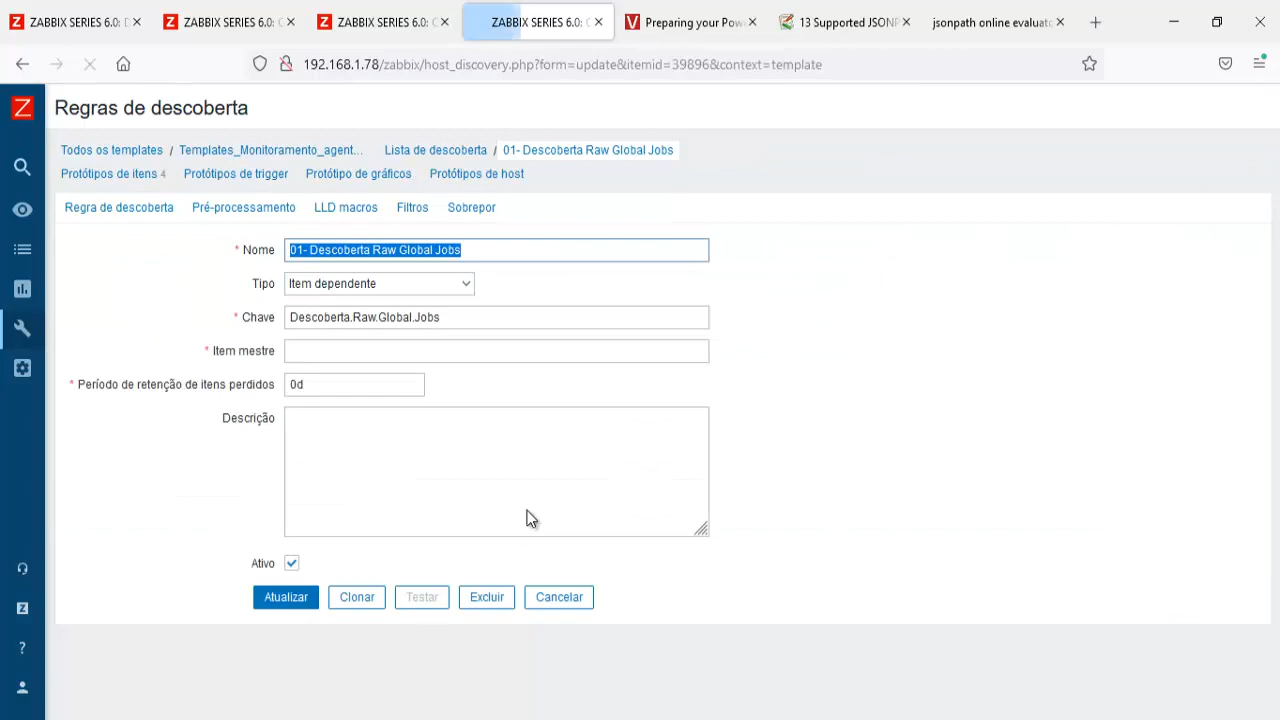 ZABBIX SERIES 6.0: D
ZABBIX SERIES 6.0: C
ZABBIX SERIES 6.0: C
ZABBIX SERIES 6.0: C
Preparing your Pow
13 Supported JSONP
jsonpath online evaluato
192.168.1.78/zabbix/host_discovery.php?form=update&itemid=39896&context=template
Z
Regras de descoberta
Todos os templates / Templates_Monitoramento_agent... Lista de descoberta / 01- Descoberta Raw Global Jobs
Protótipos de itens 4 Protótipos de trigger Protótipo de gráficos Protótipos de host
Regra de descoberta Pré-processamento LLD macros Filtros Sobrepor
* Nome 01- Descoberta Raw Global Jobs
Tipo Item dependente
* Chave Descoberta.Raw.Global.Jobs
* Item mestre
* Período de retenção de itens perdidos 0d
Descrição
Ativo
Atualizar Clonar Testar Excluir Cancelar
Z
?